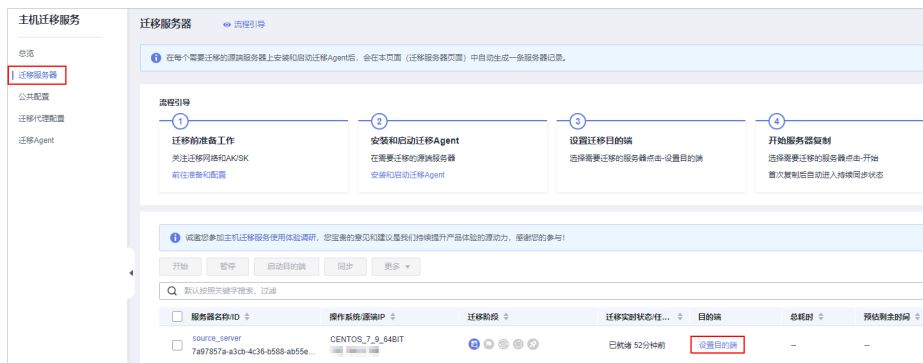 主机迁移服务
总览
迁移服务器
公共配置
迁移代理配置
迁移Agent
迁移服务器 流程引导
在每个需要迁移的源端服务器上安装和启动迁移Agent后，会在本页面（迁移服务器页面）中自动生成一条服务器记录。
流程引导
1 2 3 4
迁移前准备工作 安装和启动迁移Agent 设置迁移目的端 开始服务器复制
关注迁移网络和AK/SK 在需要迁移的源端服务器 选择需要迁移的服务器点击-设置目的端 选择需要迁移的服务器点击-开始
前往准备和配置 安装和启动迁移Agent 首次复制后自动进入持续同步状态
诚邀您参加主机迁移服务使用体验调研，您宝贵的意见和建议是我们持续提升产品体验的源动力，感谢您的参与！
开始 暂停 启动目的端 同步 更多
默认按照关键字搜索、过滤
服务器名称/ID 操作系统/源端IP 迁移阶段 迁移实时状态/任... 目的端 总耗时 预估剩余时间
source_server CENTOS_7_9_64BIT 已就绪 52分钟前 设置目的端 -- --
7a97857a-a3cb-4c36-b588-ab55e...